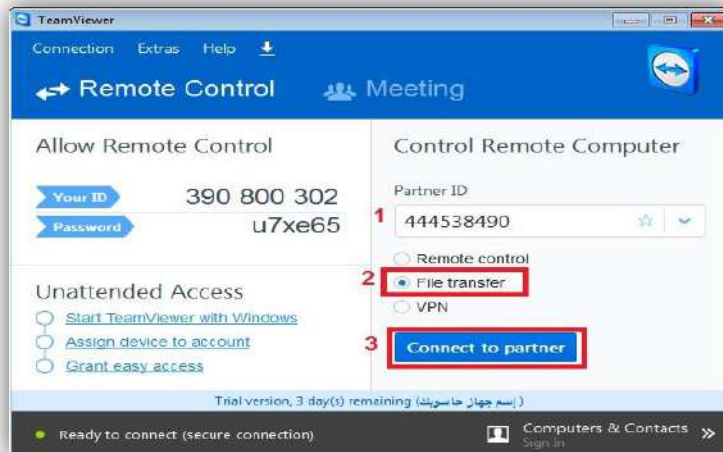 TeamViewer
Connection Extras Help
Remote Control Meeting
Allow Remote Control
Your ID 390 800 302
Password u7xe65
Unattended Access
Start TeamViewer with Windows
Assign device to account
Grant easy access
Control Remote Computer
Partner ID
1 444538490
Remote control
2 File transfer
VPN
3 Connect to partner
Trial version, 3 day(s) remaining (إسم جهاز حاسوبك)
Ready to connect (secure connection)
Computers & Contacts
Sign In